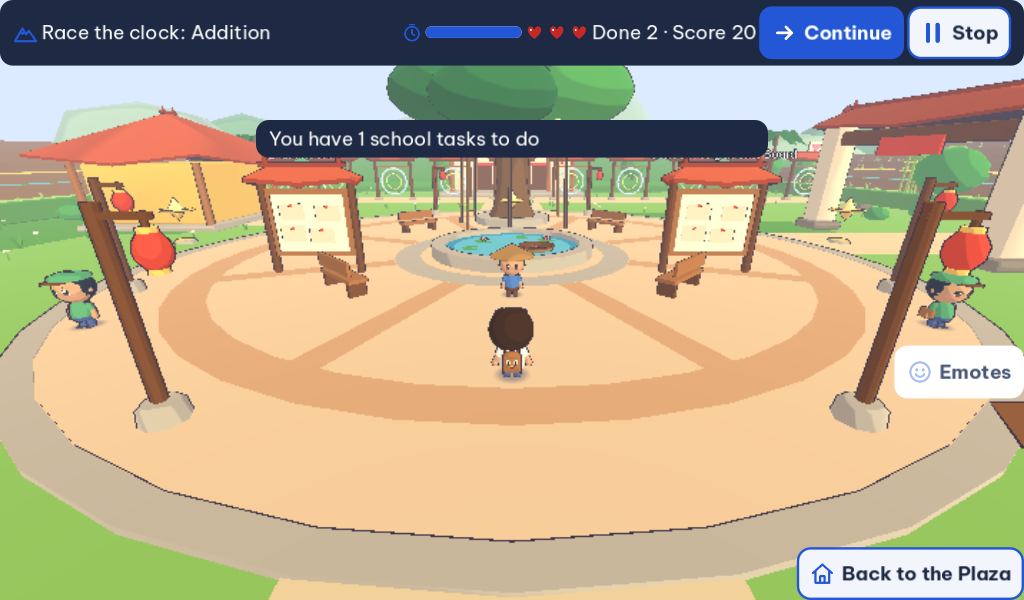 Race the clock: Addition
Done 2 · Score 20
Continue
Stop
You have 1 school tasks to do
Board
Emotes
Back to the Plaza